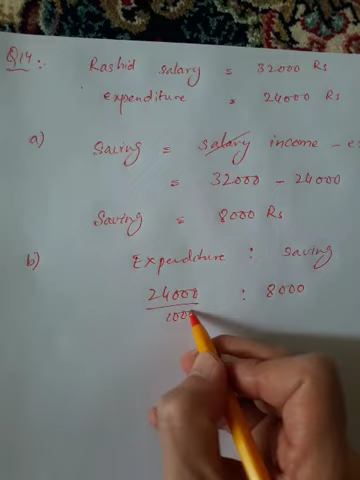 Q14:. Rashid salary = 32000 Rs
expenditure = 24000 Rs
a) Saving = salary income -
= 32000 - 24000
Saving = 8000 Rs
b) Expenditure : saving
24000 : 8000
1000